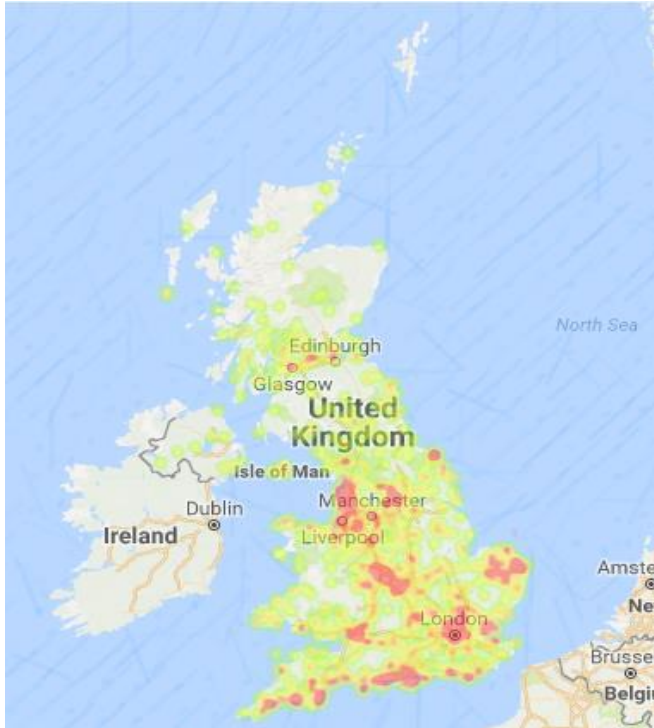 North Sea
Edinburgh
Glasgow
United
Kingdom
Isle of Man
Manchester
Dublin
Ireland
Liverpool
Amste
Ne
London
Brusse
Belgi